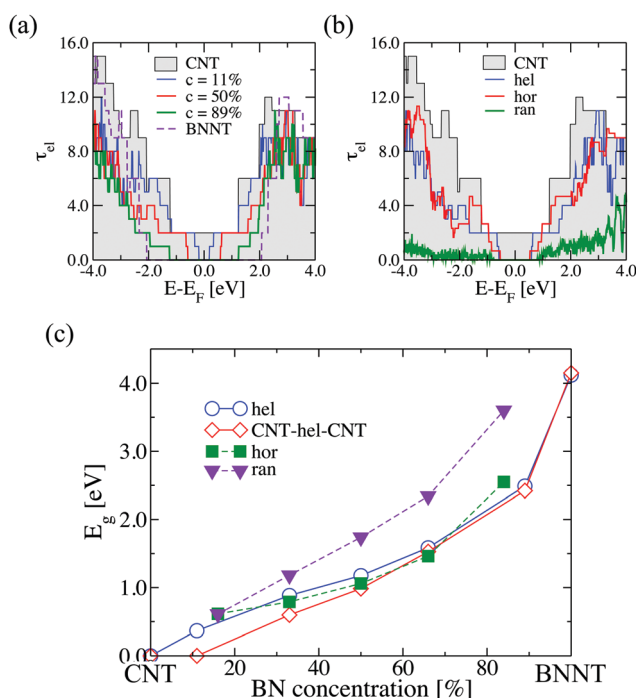 (a)
16.0
12.0
8.0
4.0
0.0
τel
CNT
c = 11%
c = 50%
c = 89%
BNNT
-4.0 -2.0 0.0 2.0 4.0
E-EF [eV]
(b)
16.0
12.0
8.0
4.0
0.0
τel
CNT
hel
hor
ran
-4.0 -2.0 0.0 2.0 4.0
E-EF [eV]
(c)
4.0
3.0
2.0
1.0
0.0
Eg [eV]
hel
CNT-hel-CNT
hor
ran
CNT 20 40 60 80 BNNT
BN concentration [%]